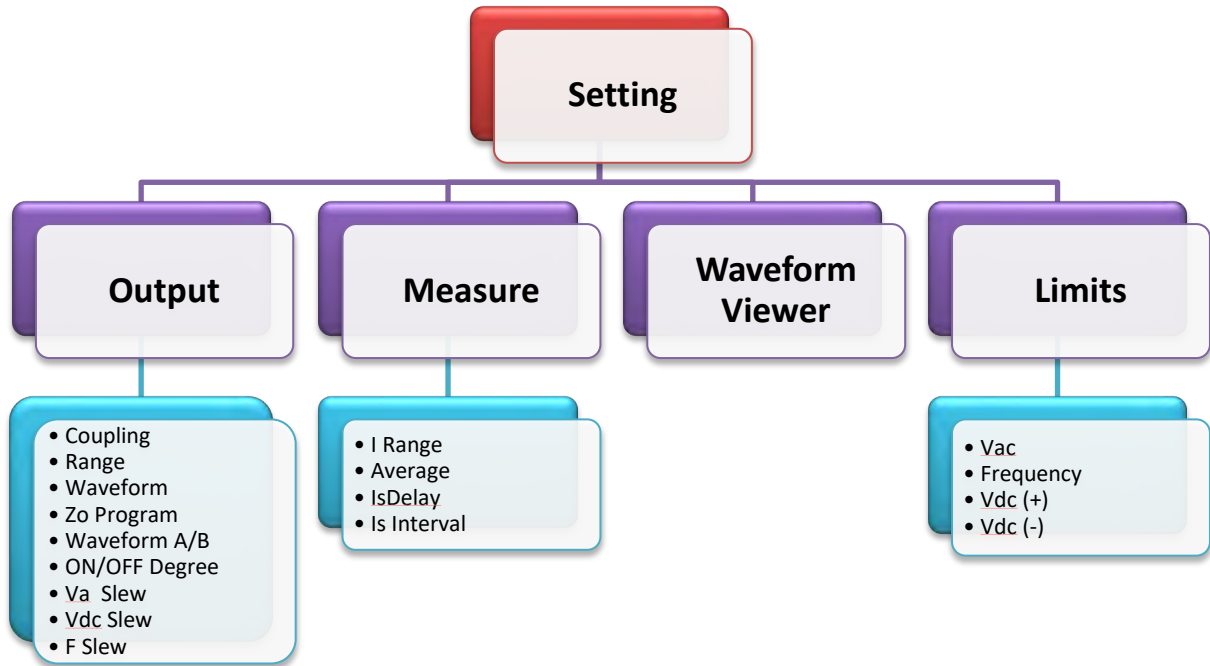 Setting
Output
Measure
Waveform
Viewer
Limits
• Coupling
• Range
• Waveform
• Zo Program
• Waveform A/B
• ON/OFF Degree
• Va Slew
• Vdc Slew
• F Slew
• I Range
• Average
• IsDelay
• Is Interval
• Vac
• Frequency
• Vdc (+)
• Vdc (-)